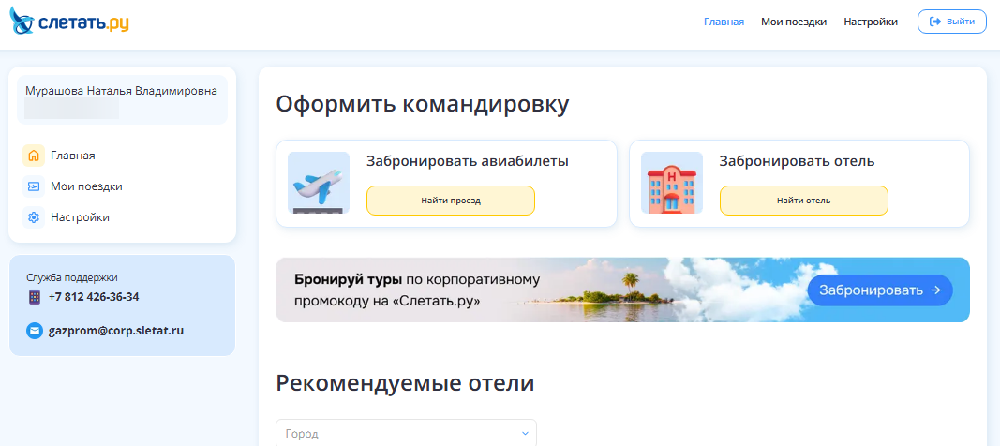 слетать.ру
Главная
Мои поездки
Настройки
Выйти
Мурашова Наталья Владимировна
Главная
Мои поездки
Настройки
Служба поддержки
+7 812 426-36-34
gazprom@corp.sletat.ru
Оформить командировку
Забронировать авиабилеты
Найти проезд
Забронировать отель
H
Найти отель
Бронируй туры по корпоративному
промокоду на «Слетать.ру»
Забронировать →
Рекомендуемые отели
Город